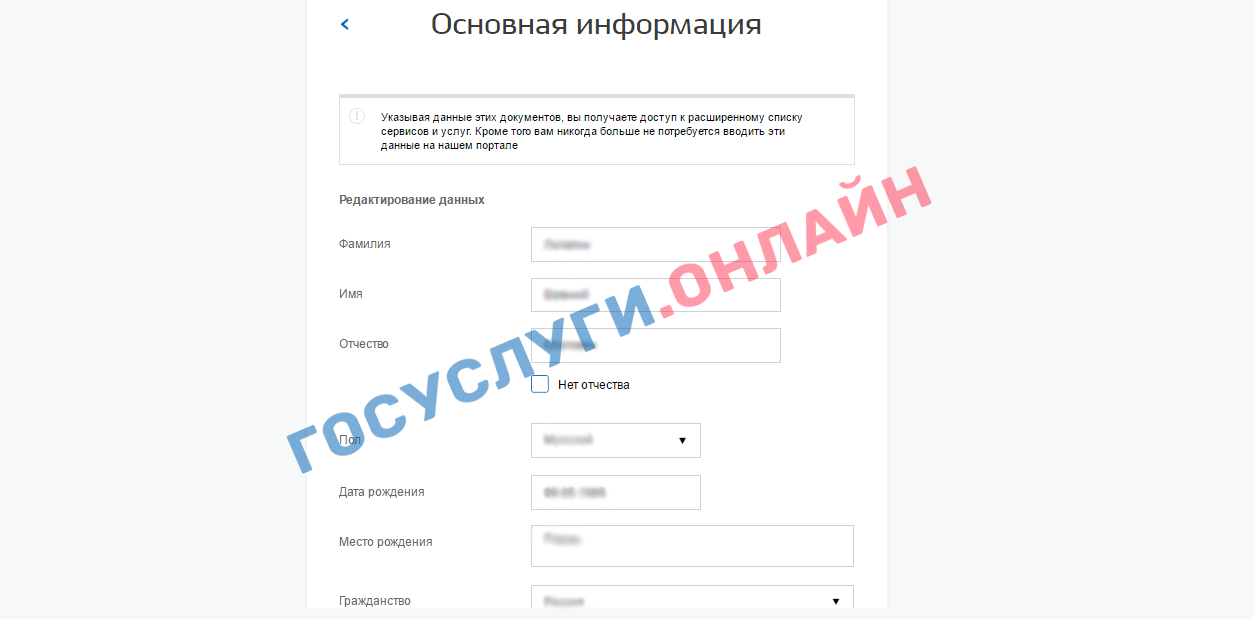 Основная информация
Указывая данные этих документов, вы получаете доступ к расширенному списку
сервисов и услуг. Кроме того вам никогда больше не потребуется вводить эти
данные на нашем портале
Редактирование данных
Фамилия
Имя
Отчество
Нет отчества
ГОСУСЛУГИ.ОНЛАЙН
Пол
Дата рождения
Место рождения
Гражданство